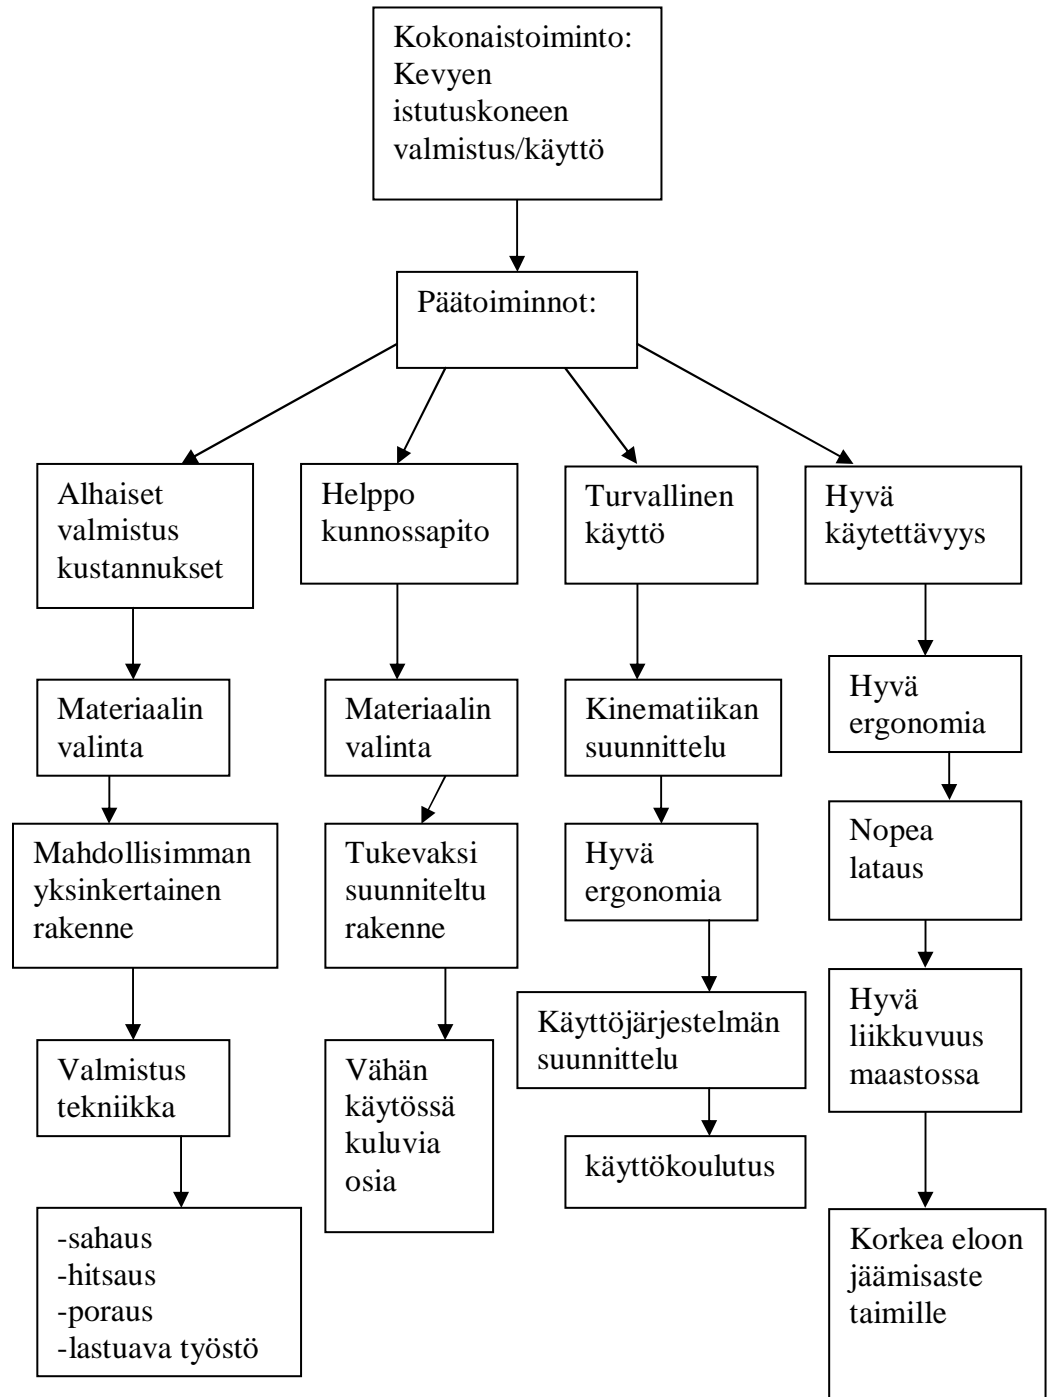 Kokonaistoiminto:
Kevyen
istutuskoneen
valmistus/käyttö
Päätoiminnot:
Alhaiset
valmistus
kustannukset
Helppo
kunnossapito
Turvallinen
käyttö
Hyvä
käytettävyys
Materiaalin
valinta
Materiaalin
valinta
Kinematiikan
suunnittelu
Hyvä
ergonomia
Mahdollisimman
yksinkertainen
rakenne
Tukevaksi
suunniteltu
rakenne
Hyvä
ergonomia
Nopea
lataus
Valmistus
tekniikka
Vähän
käytössä
kuluvia
osia
Käyttöjärjestelmän
suunnittelu
Hyvä
liikkuvuus
maastossa
käyttökoulutus
-sahaus
-hitsaus
-poraus
-lastuava työstö
Korkea eloon
jäämisaste
taimille